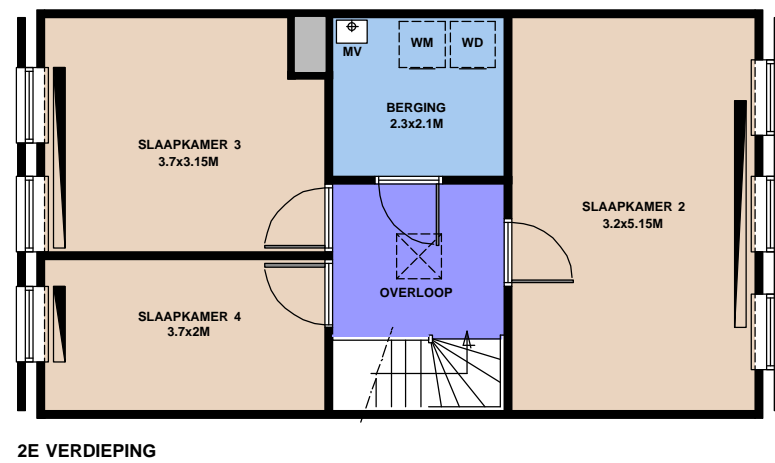 MV
WM
WD
BERGING
2.3x2.1M
SLAAPKAMER 3
3.7x3.15M
SLAAPKAMER 2
3.2x5.15M
OVERLOOP
SLAAPKAMER 4
3.7x2M
2E VERDIEPING